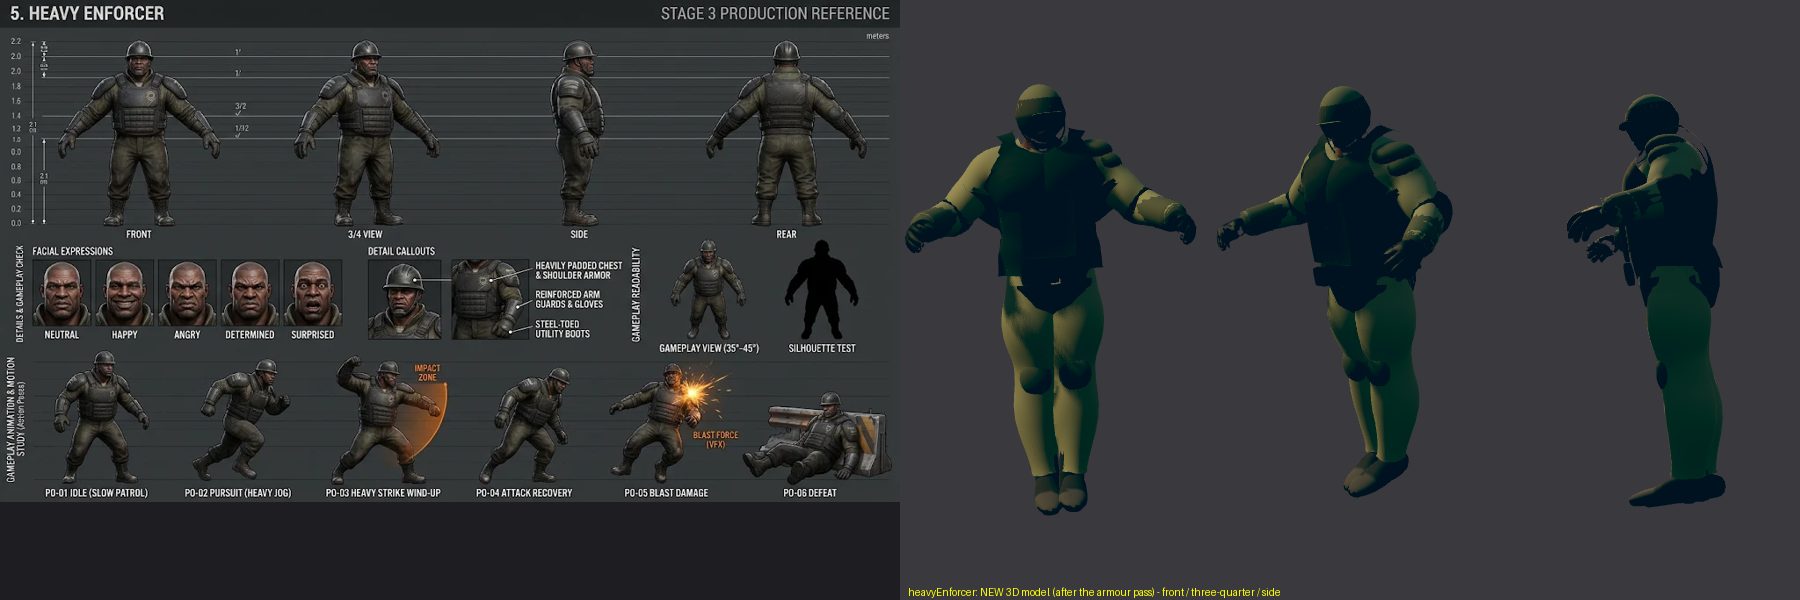 5. HEAVY ENFORCER
STAGE 3 PRODUCTION REFERENCE
meters
2.2
2.0
2.0
1.8
1.6
1.4
1.2
1.0
0.0
0.8
0.6
0.4
0.2
0.0
1'
1/
3/2
FRONT
3/4 VIEW
SIDE
REAR
DETAILS & GAMEPLAY CHECK
FACIAL EXPRESSIONS
NEUTRAL
HAPPY
ANGRY
DETERMINED
SURPRISED
DETAIL CALLOUTS
HEAVILY PADDED CHEST
& SHOULDER ARMOR
REINFORCED ARM
GUARDS & GLOVES
STEEL-TOED
UTILITY BOOTS
GAMEPLAY READABILITY
GAMEPLAY VIEW (35°-45°)
SILHOUETTE TEST
GAMEPLAY ANIMATION & MOTION
STUDY (Action Poses)
IMPACT
ZONE
BLAST FORCE
(VFX)
PO-01 IDLE (SLOW PATROL)
PO-02 PURSUIT (HEAVY JOG)
PO-03 HEAVY STRIKE WIND-UP
PO-04 ATTACK RECOVERY
PO-05 BLAST DAMAGE
PO-06 DEFEAT
heavyEnforcer: NEW 3D model (after the armour pass) - front / three-quarter / side